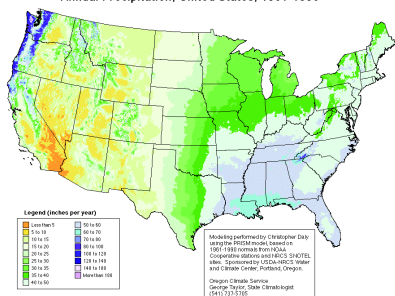 Annual Precipitation, United States, 1961-1990
Legend (inches per year)
Less than 5
5 to 10
10 to 15
15 to 20
20 to 25
25 to 30
30 to 35
35 to 40
40 to 50
50 to 60
60 to 70
70 to 80
80 to 100
100 to 120
120 to 140
140 to 180
More than 180
Modeling performed by Christopher Daly
using the PRISM model, based on
1961-1990 normals from NOAA
Cooperative stations and NRCS SNOTEL
sites. Sponsored by USDA-NRCS Water
and Climate Center, Portland, Oregon.
Oregon Climate Service
George Taylor, State Climatologist
(541) 737-5705